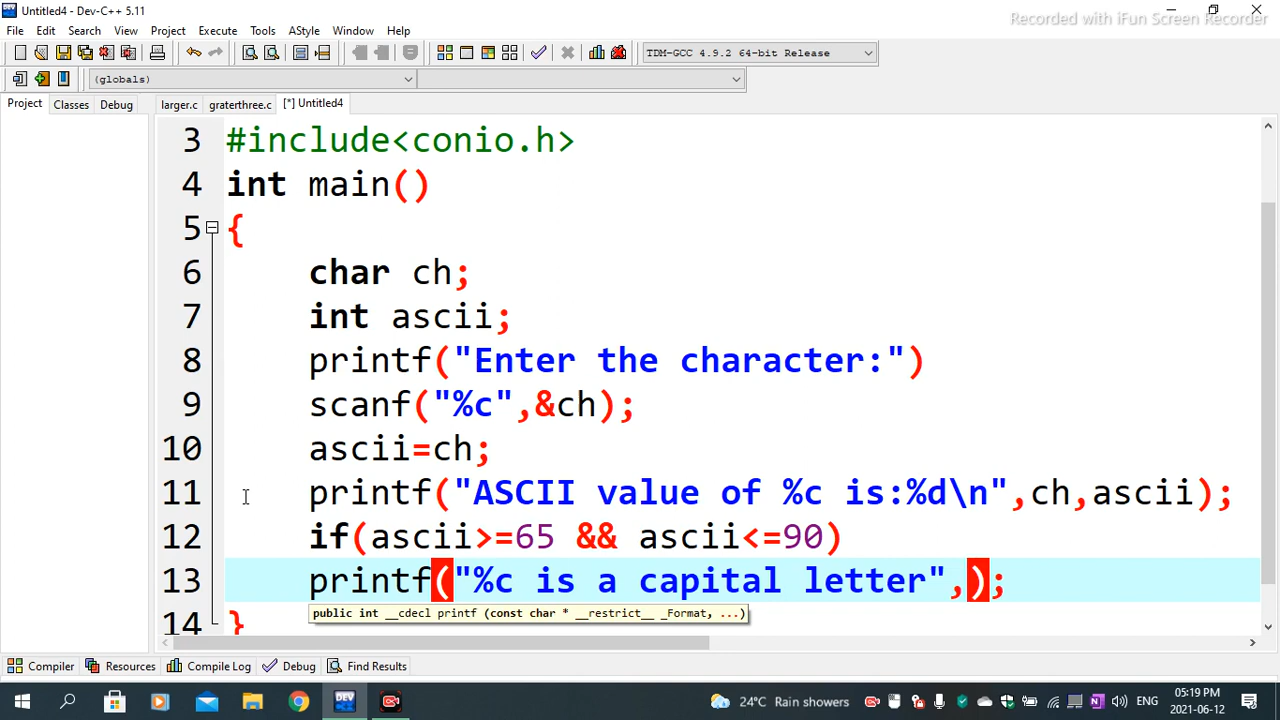 Untitled4 - Dev-C++ 5.11
Recorded with iFun Screen Recorder
File Edit Search View Project Execute Tools AStyle Window Help
TDM-GCC 4.9.2 64-bit Release
(globals)
Project Classes Debug larger.c graterthree.c [*] Untitled4
3 #include<conio.h>
4 int main()
5 {
6 char ch;
7 int ascii;
8 printf("Enter the character:")
9 scanf("%c",&ch);
10 ascii=ch;
11 printf("ASCII value of %c is:%d\n",ch,ascii);
12 if(ascii>=65 && ascii<=90)
13 printf("%c is a capital letter",);
public int __cdecl printf (const char * __restrict__ _Format, ...)
14 }
Compiler Resources Compile Log Debug Find Results
DEV 24°C Rain showers ENG 05:19 PM
2021-06-12